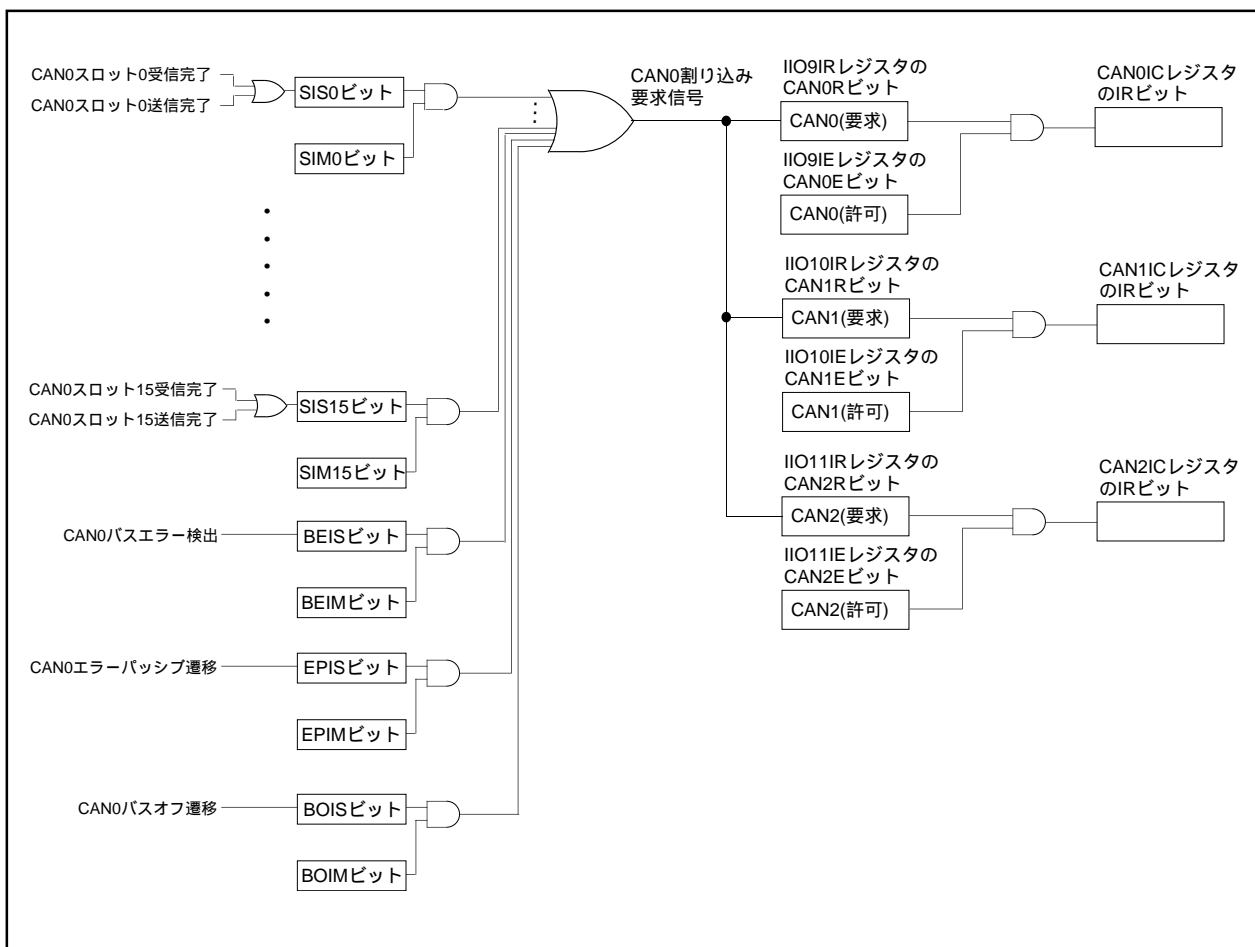 CAN0スロット0受信完了
CAN0スロット0送信完了
SIS0ビット
SIM0ビット
CAN0スロット15受信完了
CAN0スロット15送信完了
SIS15ビット
SIM15ビット
CAN0バスエラー検出
BEISビット
BEIMビット
CAN0エラーパッシブ遷移
EPISビット
EPIMビット
CAN0バスオフ遷移
BOISビット
BOIMビット
CAN0割り込み
要求信号
IIO9IRレジスタの
CAN0Rビット
CAN0(要求)
IIO9IEレジスタの
CAN0Eビット
CAN0(許可)
CAN0ICレジスタ
のIRビット
IIO10IRレジスタの
CAN1Rビット
CAN1(要求)
IIO10IEレジスタの
CAN1Eビット
CAN1(許可)
CAN1ICレジスタ
のIRビット
IIO11IRレジスタの
CAN2Rビット
CAN2(要求)
IIO11IEレジスタの
CAN2Eビット
CAN2(許可)
CAN2ICレジスタ
のIRビット